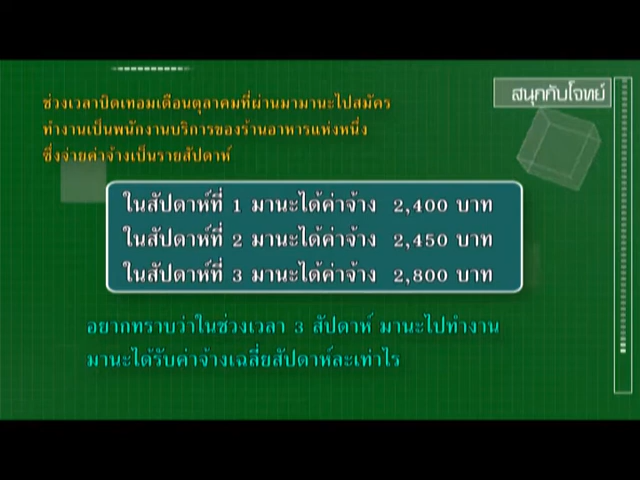 สนุกกับโจทย์
ช่วงเวลาปิดเทอมเดือนตุลาคมที่ผ่านมามานะไปสมัคร
ทำงานเป็นพนักงานบริการของร้านอาหารแห่งหนึ่ง
ซึ่งจ่ายค่าจ้างเป็นรายสัปดาห์
ในสัปดาห์ที่ 1 มานะได้ค่าจ้าง 2,400 บาท
ในสัปดาห์ที่ 2 มานะได้ค่าจ้าง 2,450 บาท
ในสัปดาห์ที่ 3 มานะได้ค่าจ้าง 2,800 บาท
อยากทราบว่าในช่วงเวลา 3 สัปดาห์ มานะไปทำงาน
มานะได้รับค่าจ้างเฉลี่ยสัปดาห์ละเท่าไร